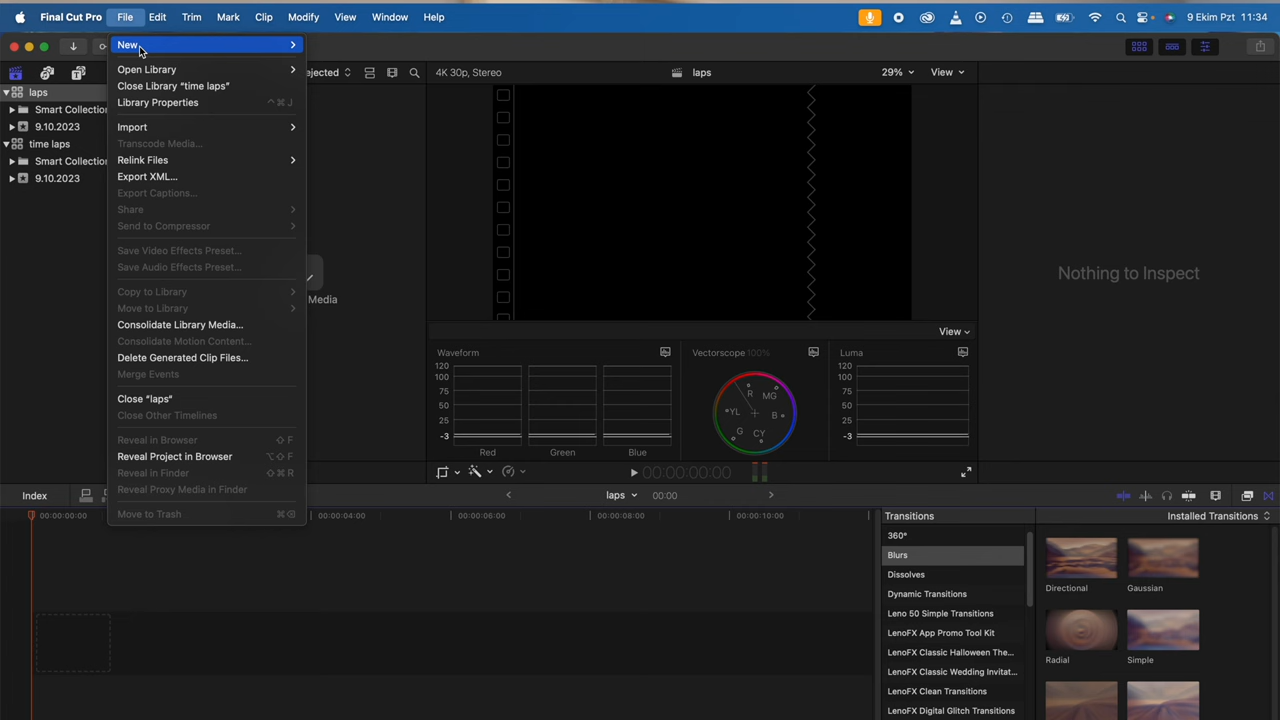 Final Cut Pro File Edit Trim Mark Clip Modify View Window Help 9 Ekim Pzt 11:34
New
Open Library
Close Library "time laps"
Library Properties ⌃⌘J
Import
Transcode Media...
Relink Files
Export XML...
Export Captions...
Share
Send to Compressor
Save Video Effects Preset...
Save Audio Effects Preset...
Copy to Library
Move to Library
Consolidate Library Media...
Consolidate Motion Content...
Delete Generated Clip Files...
Merge Events
Close "laps"
Close Other Timelines
Reveal in Browser ⇧F
Reveal Project in Browser ⌥⇧F
Reveal in Finder ⇧⌘R
Reveal Proxy Media in Finder
Move to Trash ⌘⌫
laps
Smart Collection
9.10.2023
time laps
Smart Collection
9.10.2023
ejected
Media
4K 30p, Stereo laps 29% View
Nothing to Inspect
View
Waveform Vectorscope 100% Luma
120
100
75
50
25
-3
Red Green Blue
R MG
YL B
G CY
120
100
75
50
25
-3
00:00:00:00
Index laps 00:00
00:00:00:00 00:00:04:00 00:00:06:00 00:00:08:00 00:00:10:00
Transitions Installed Transitions
360°
Blurs
Dissolves
Dynamic Transitions
Leno 50 Simple Transitions
LenoFX App Promo Tool Kit
LenoFX Classic Halloween The...
LenoFX Classic Wedding Invitat...
LenoFX Clean Transitions
LenoFX Digital Glitch Transitions
Directional Gaussian
Radial Simple